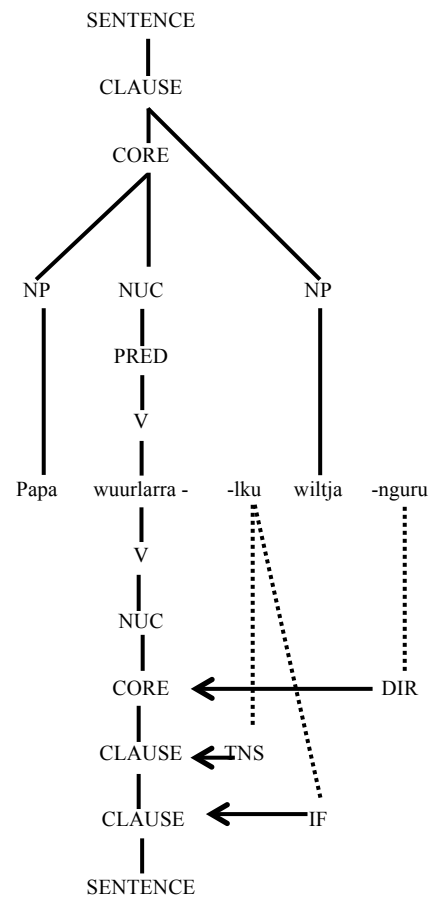 SENTENCE
CLAUSE
CORE
NP NUC NP
PRED
V
Papa wuurlarra - -lku wiltja -nguru
V
NUC
CORE DIR
CLAUSE TNS
CLAUSE IF
SENTENCE